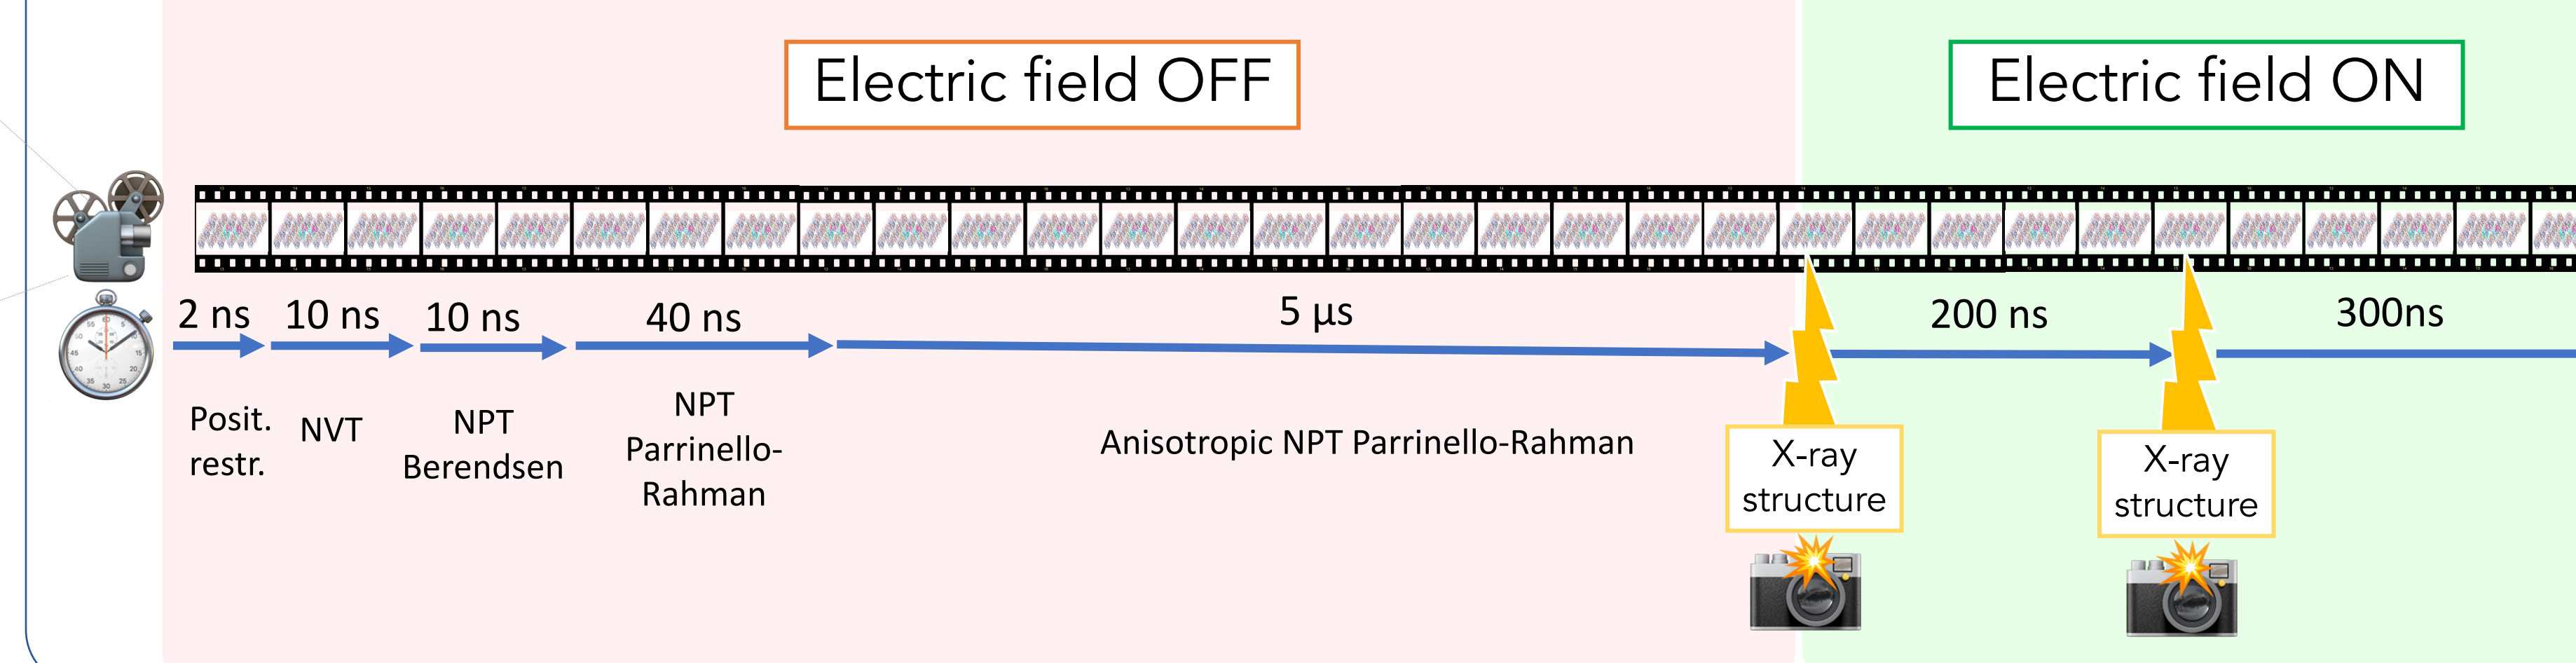 Electric field OFF
Electric field ON
2 ns
10 ns
10 ns
40 ns
5 µs
200 ns
300ns
Posit.
restr.
NVT
NPT
Berendsen
NPT
Parrinello-
Rahman
Anisotropic NPT Parrinello-Rahman
X-ray
structure
X-ray
structure